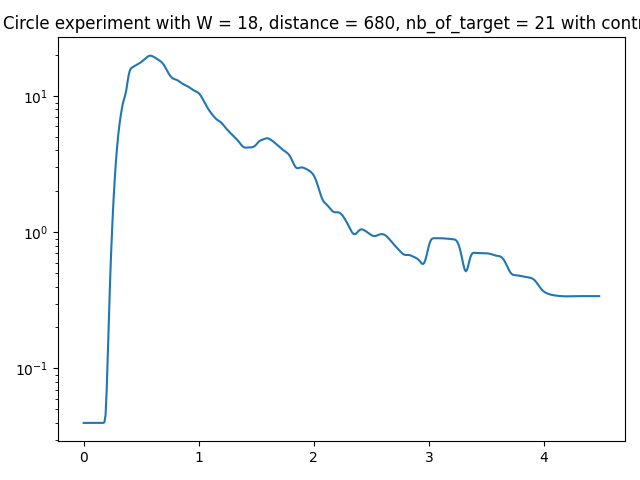 Circle experiment with W = 18, distance = 680, nb_of_target = 21 with contr
10¹
10⁰
10⁻¹
0 1 2 3 4